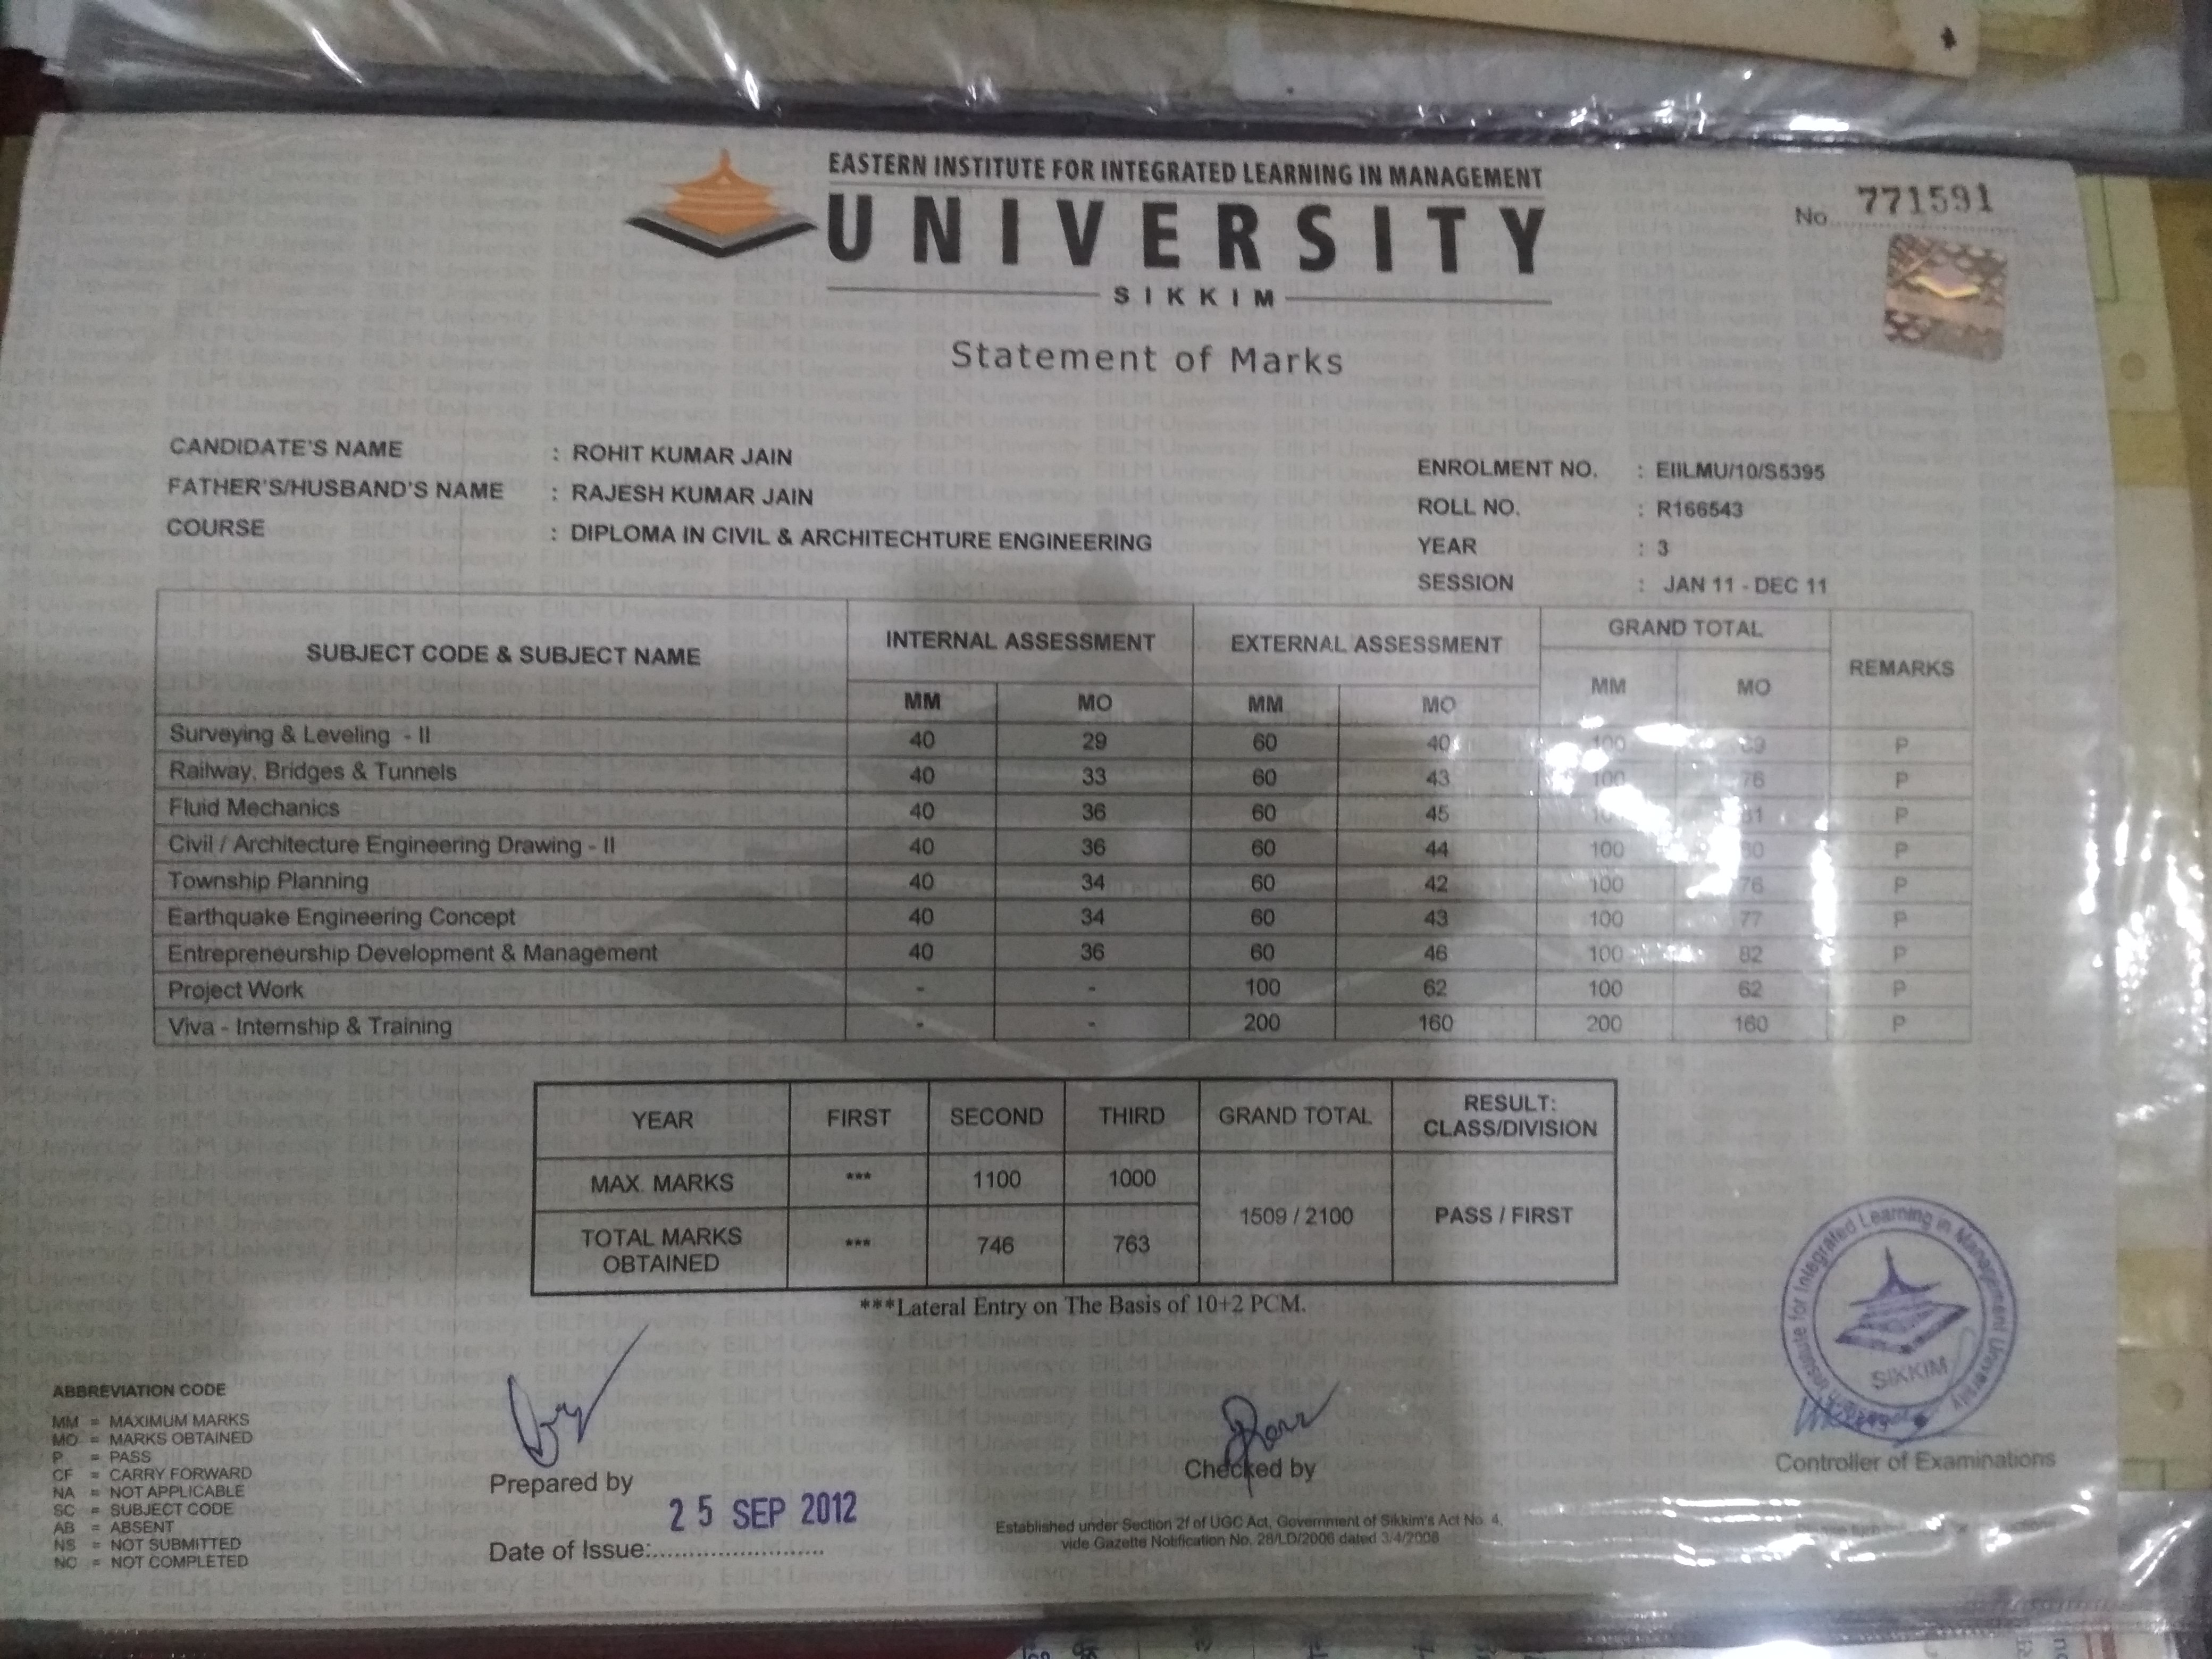 EASTERN INSTITUTE FOR INTEGRATED LEARNING IN MANAGEMENT
UNIVERSITY
SIKKIM
No. 771591
Statement of Marks
CANDIDATE'S NAME : ROHIT KUMAR JAIN
FATHER'S/HUSBAND'S NAME : RAJESH KUMAR JAIN
COURSE : DIPLOMA IN CIVIL & ARCHITECHTURE ENGINEERING
ENROLMENT NO. : EIILMU/10/S5395
ROLL NO. : R166543
YEAR : 3
SESSION : JAN 11 - DEC 11
SUBJECT CODE & SUBJECT NAME INTERNAL ASSESSMENT EXTERNAL ASSESSMENT GRAND TOTAL REMARKS
MM MO MM MO MM MO
Surveying & Leveling - II 40 29 60 40 100 P
Railway, Bridges & Tunnels 40 33 60 43 100 76 P
Fluid Mechanics 40 36 60 45 P
Civil / Architecture Engineering Drawing - II 40 36 60 44 100 P
Township Planning 40 34 60 42 100 76 P
Earthquake Engineering Concept 40 34 60 43 100 77 P
Entrepreneurship Development & Management 40 36 60 46 100 82 P
Project Work - - 100 62 100 62 P
Viva - Internship & Training - - 200 160 200 160 P
YEAR FIRST SECOND THIRD GRAND TOTAL RESULT: CLASS/DIVISION
MAX. MARKS *** 1100 1000
1509 / 2100 PASS / FIRST
TOTAL MARKS OBTAINED *** 746 763
***Lateral Entry on The Basis of 10+2 PCM.
ABBREVIATION CODE
MM = MAXIMUM MARKS
MO = MARKS OBTAINED
P = PASS
CF = CARRY FORWARD
NA = NOT APPLICABLE
SC = SUBJECT CODE
AB = ABSENT
NS = NOT SUBMITTED
NC = NOT COMPLETED
Prepared by
25 SEP 2012
Date of Issue:
Checked by
Established under Section 2f of UGC Act, Government of Sikkim's Act No. 4,
vide Gazette Notification No. 28/LD/2006 dated 3/4/2006
Institute for Integrated Learning in Management University
SIKKIM
Controller of Examinations